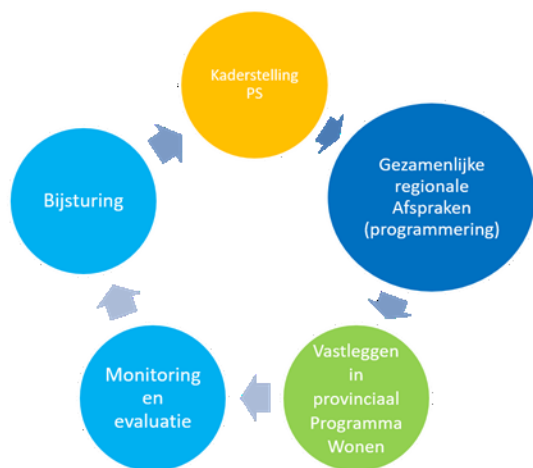 Kaderstelling
PS
Gezamenlijke
regionale
Afspraken
(programmering)
Vastleggen
in
provinciaal
Programma
Wonen
Monitoring
en
evaluatie
Bijsturing